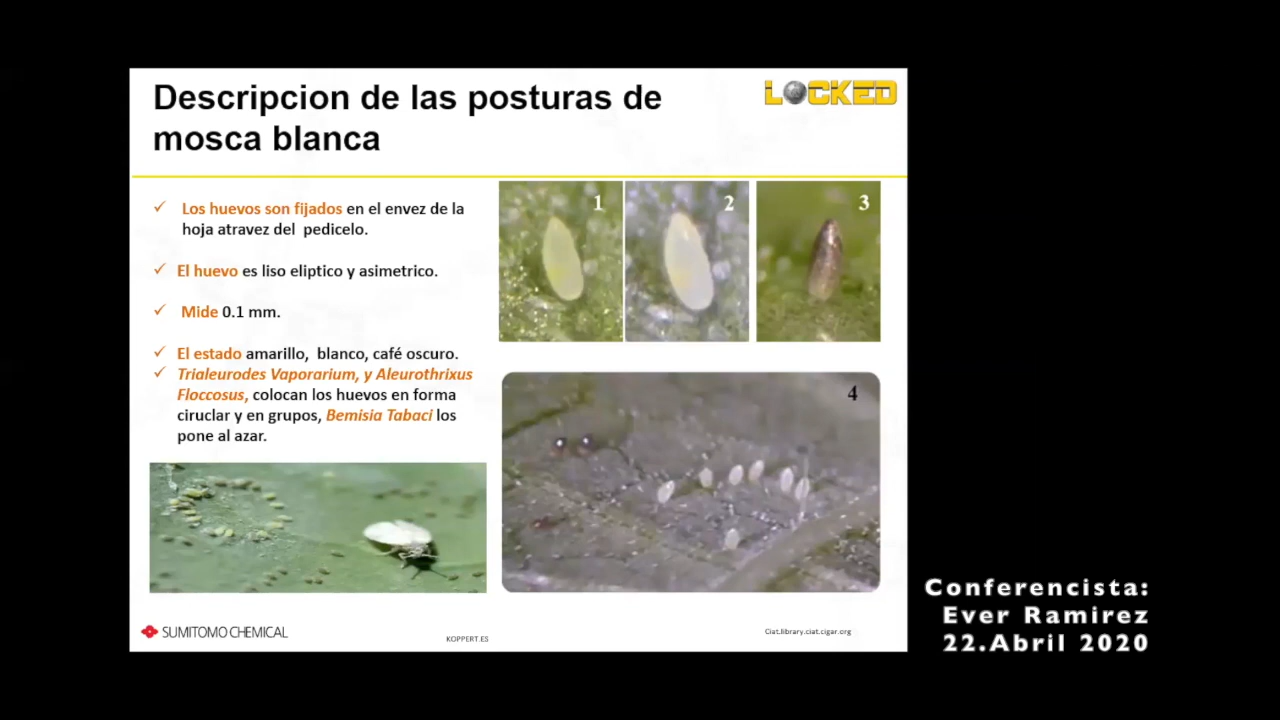 Descripcion de las posturas de
mosca blanca
LOCKED
✓ Los huevos son fijados en el envez de la
hoja atravez del pedicelo.
✓ El huevo es liso eliptico y asimetrico.
✓ Mide 0.1 mm.
✓ El estado amarillo, blanco, café oscuro.
✓ Trialeurodes Vaporarium, y Aleurothrixus
Floccosus, colocan los huevos en forma
ciruclar y en grupos, Bemisia Tabaci los
pone al azar.
1
2
3
4
SUMITOMO CHEMICAL
KOPPERT.ES
Ciat.library.ciat.cigar.org
Conferencista:
Ever Ramirez
22.Abril 2020